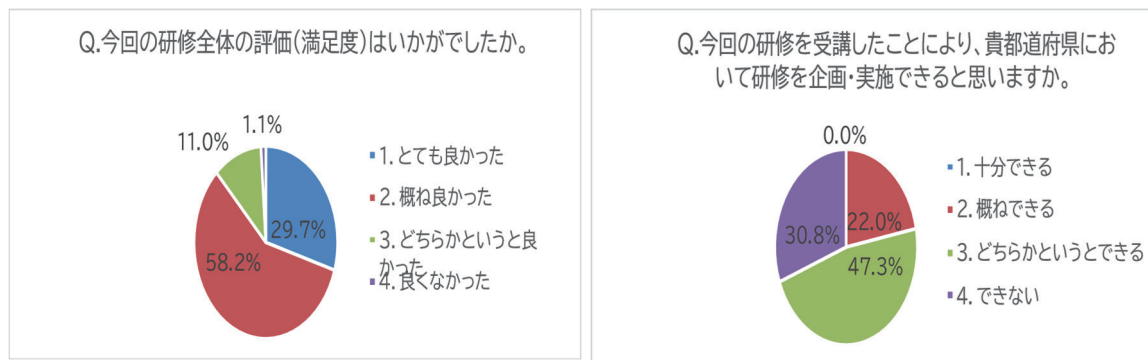 Q.今回の研修全体の評価(満足度)はいかがでしたか。
1.1%
11.0%
29.7%
58.2%
1. とても良かった
2. 概ね良かった
3. どちらかというと良
かった
4. 良くなかった
Q.今回の研修を受講したことにより、貴都道府県にお
いて研修を企画・実施できると思いますか。
0.0%
30.8%
22.0%
47.3%
1. 十分できる
2. 概ねできる
3. どちらかというとできる
4. できない